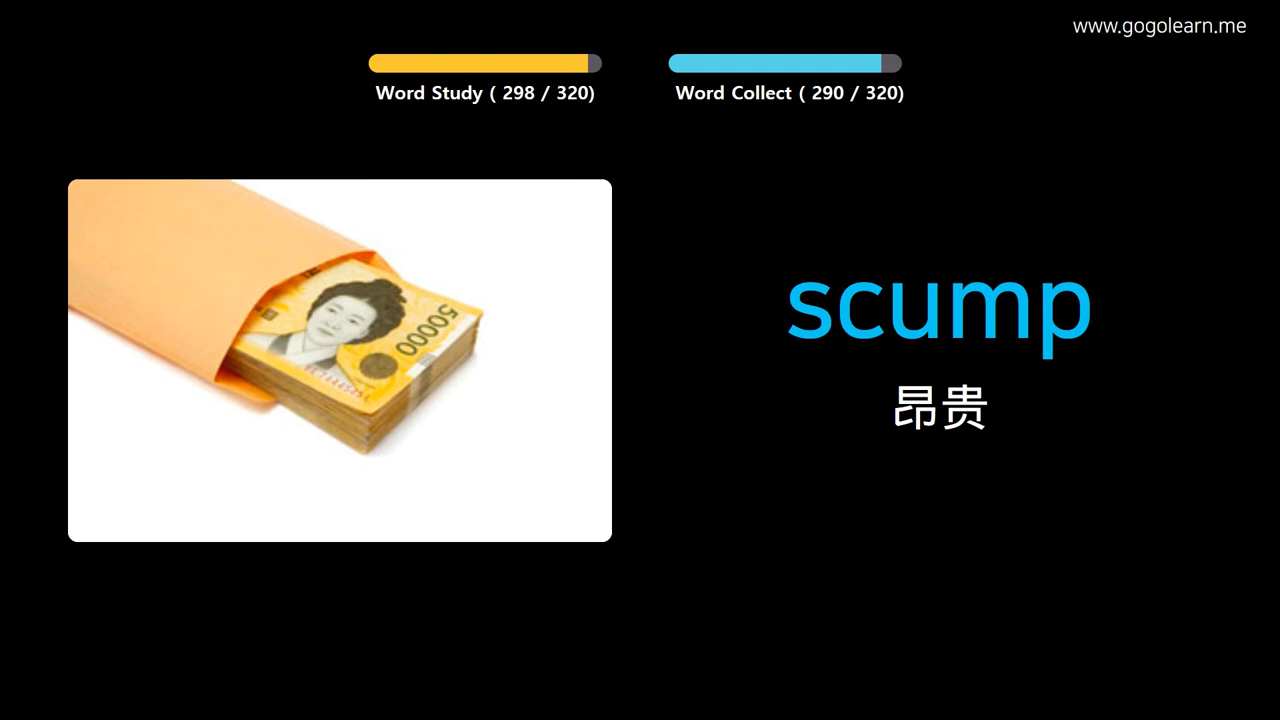 www.gogolearn.me
Word Study ( 298 / 320)
Word Collect ( 290 / 320)
50000
scump
昂贵